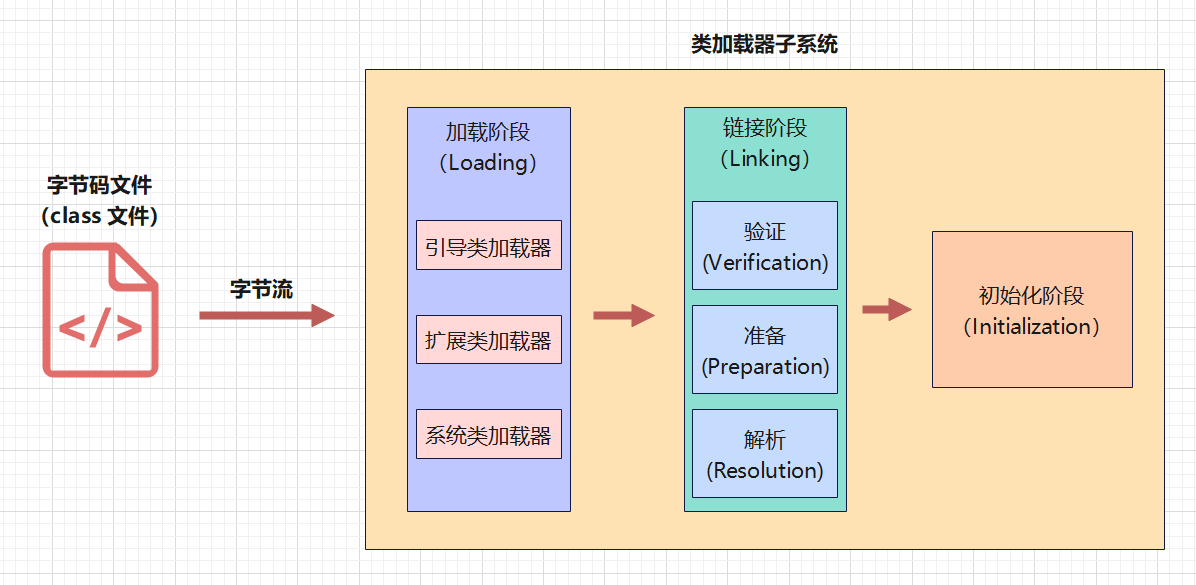 类加载器子系统
字节码文件
（class 文件）
</>
字节流
加载阶段
（Loading）
引导类加载器
扩展类加载器
系统类加载器
链接阶段
（Linking）
验证
(Verification)
准备
(Preparation)
解析
(Resolution)
初始化阶段
（Initialization）